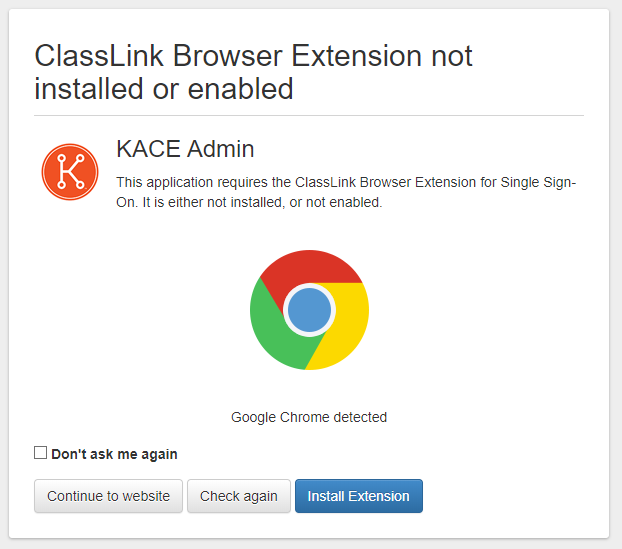 ClassLink Browser Extension not
installed or enabled
KACE Admin
This application requires the ClassLink Browser Extension for Single Sign-
On. It is either not installed, or not enabled.
Google Chrome detected
Don't ask me again
Continue to website
Check again
Install Extension